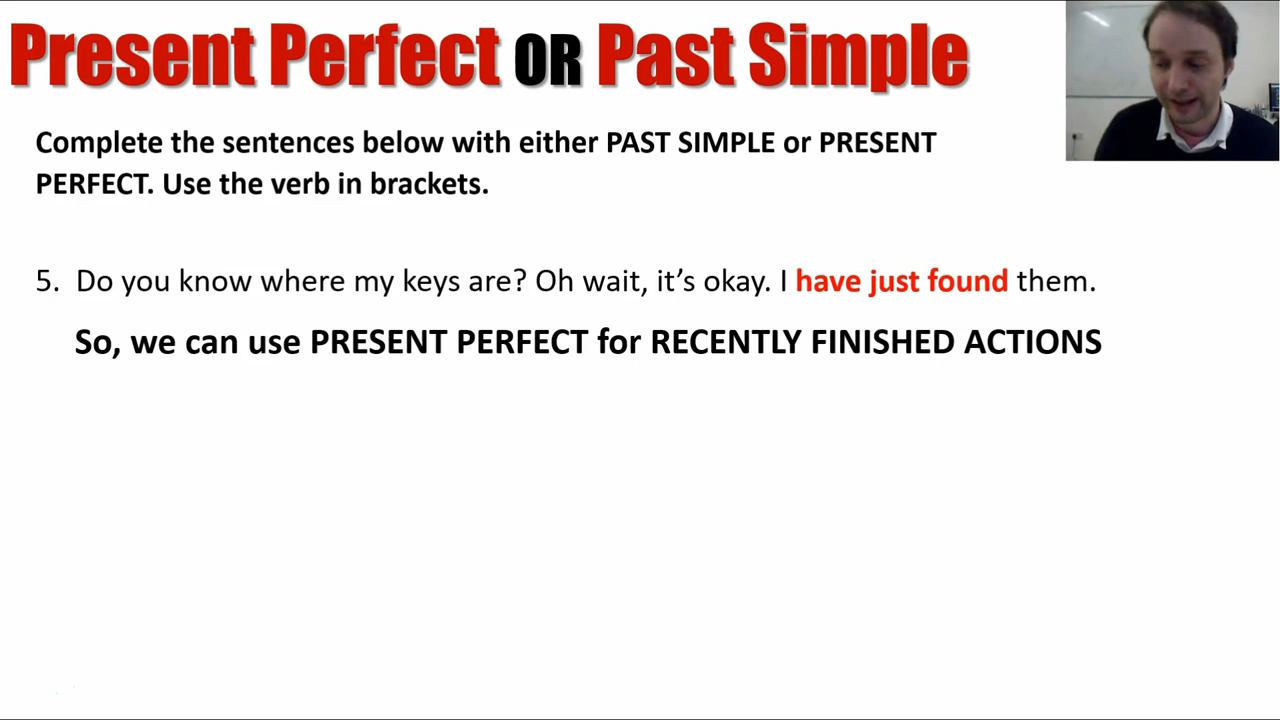 Present Perfect OR Past Simple
Complete the sentences below with either PAST SIMPLE or PRESENT
PERFECT. Use the verb in brackets.
5. Do you know where my keys are? Oh wait, it’s okay. I have just found them.
So, we can use PRESENT PERFECT for RECENTLY FINISHED ACTIONS